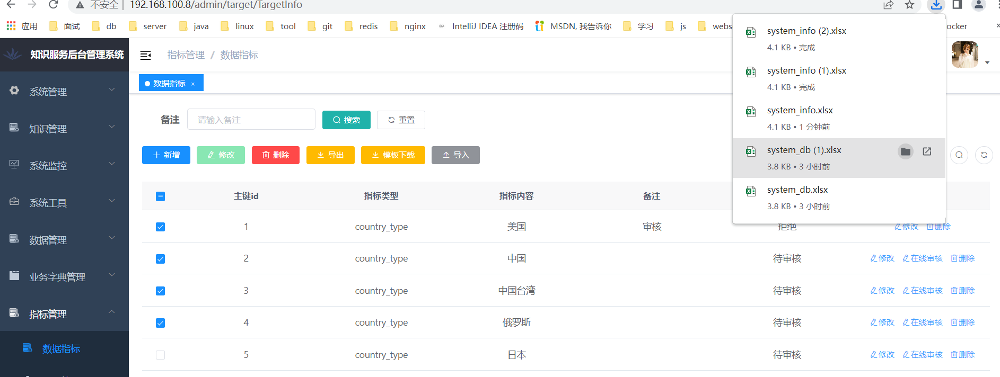 不安全 | 192.168.100.8/admin/target/TargetInfo
应用 面试 db server java linux tool git redis nginx IntelliJ IDEA 注册码 MSDN, 我告诉你 学习 js webs ocker »
system_info (2).xlsx
4.1 KB • 完成
system_info (1).xlsx
4.1 KB • 完成
system_info.xlsx
4.1 KB • 1 分钟前
system_db (1).xlsx
3.8 KB • 3 小时前
system_db.xlsx
3.8 KB • 3 小时前
知识服务后台管理系统
系统管理
知识管理
系统监控
系统工具
数据管理
业务字典管理
指标管理
数据指标
指标管理 / 数据指标
数据指标 ×
备注 请输入备注 搜索 重置
新增 修改 删除 导出 模板下载 导入
主键id 指标类型 指标内容 备注
1 country_type 美国 审核 拒绝 修改 删除
2 country_type 中国 待审核 修改 在线审核 删除
3 country_type 中国台湾 待审核 修改 在线审核 删除
4 country_type 俄罗斯 待审核 修改 在线审核 删除
5 country_type 日本 待审核 修改 在线审核 删除